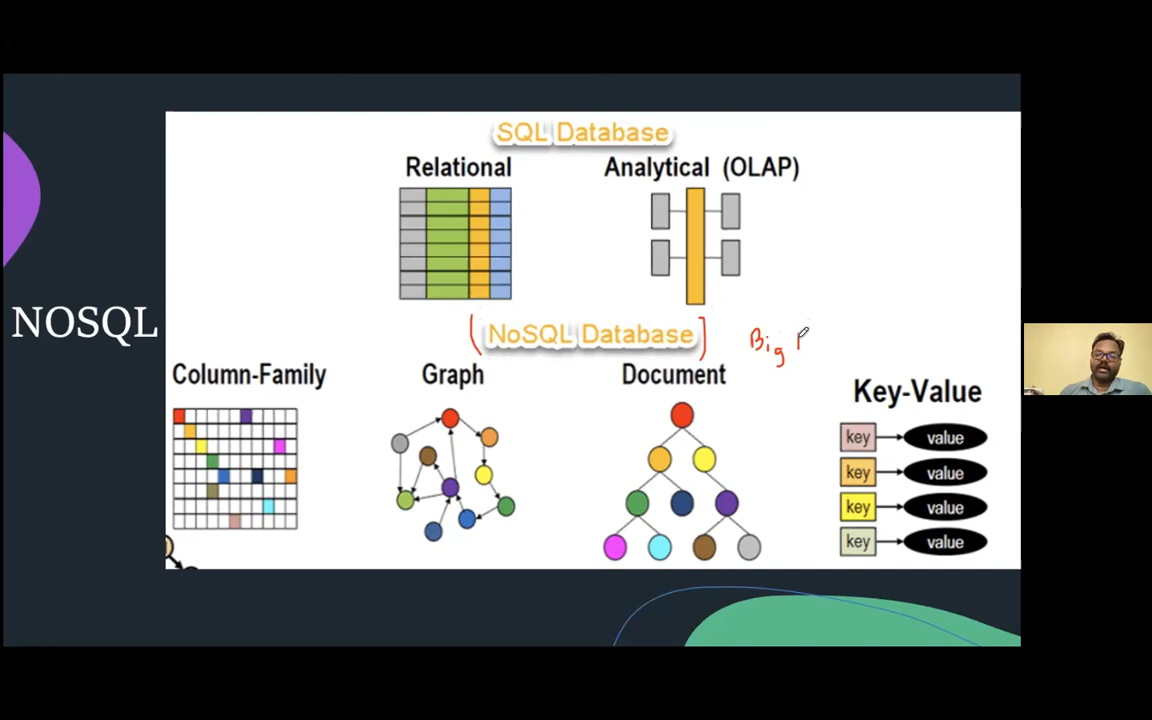 SQL Database
Relational
Analytical (OLAP)
NOSQL
NoSQL Database
Big
Column-Family
Graph
Document
Key-Value
key value
key value
key value
key value